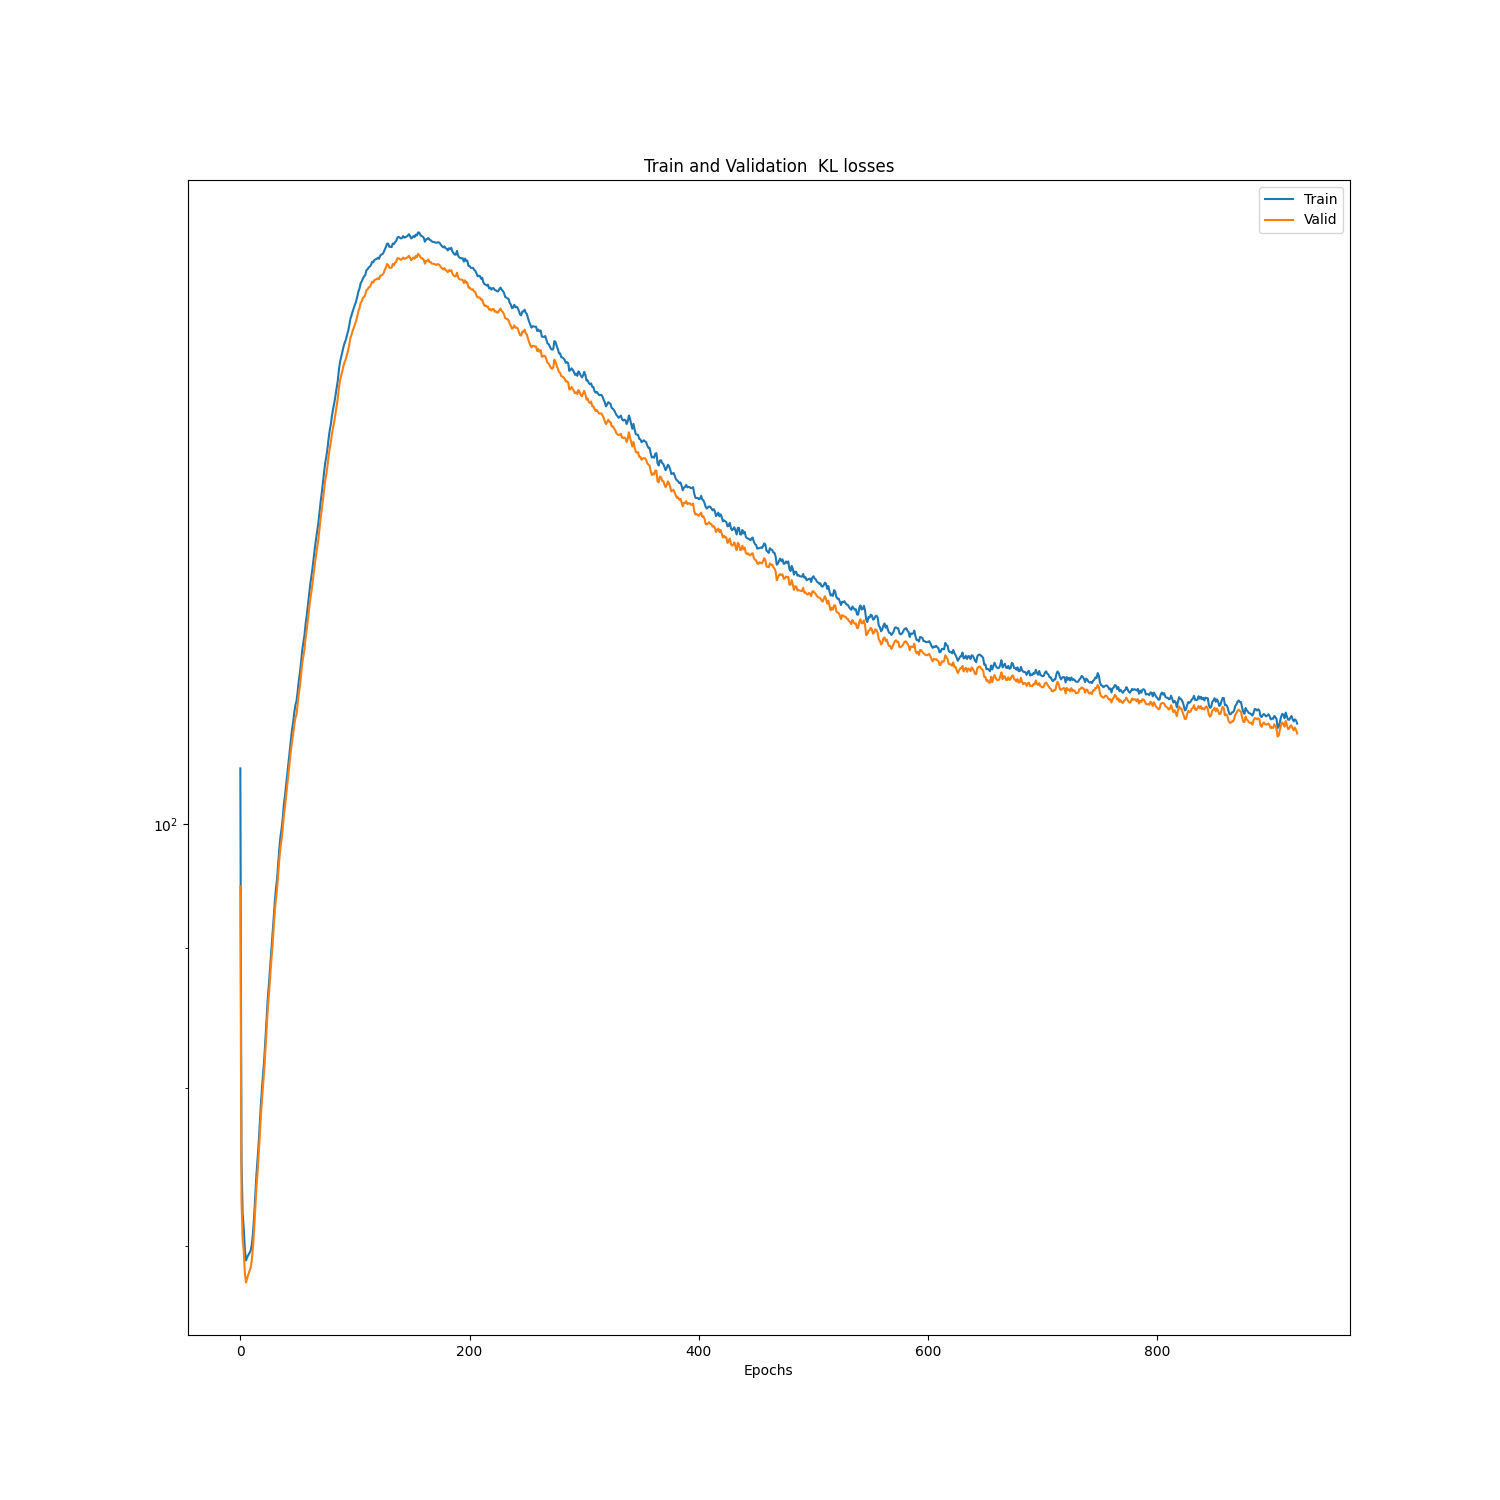 Train and Validation  KL losses
Train
Valid
10²
0 200 400 600 800
Epochs